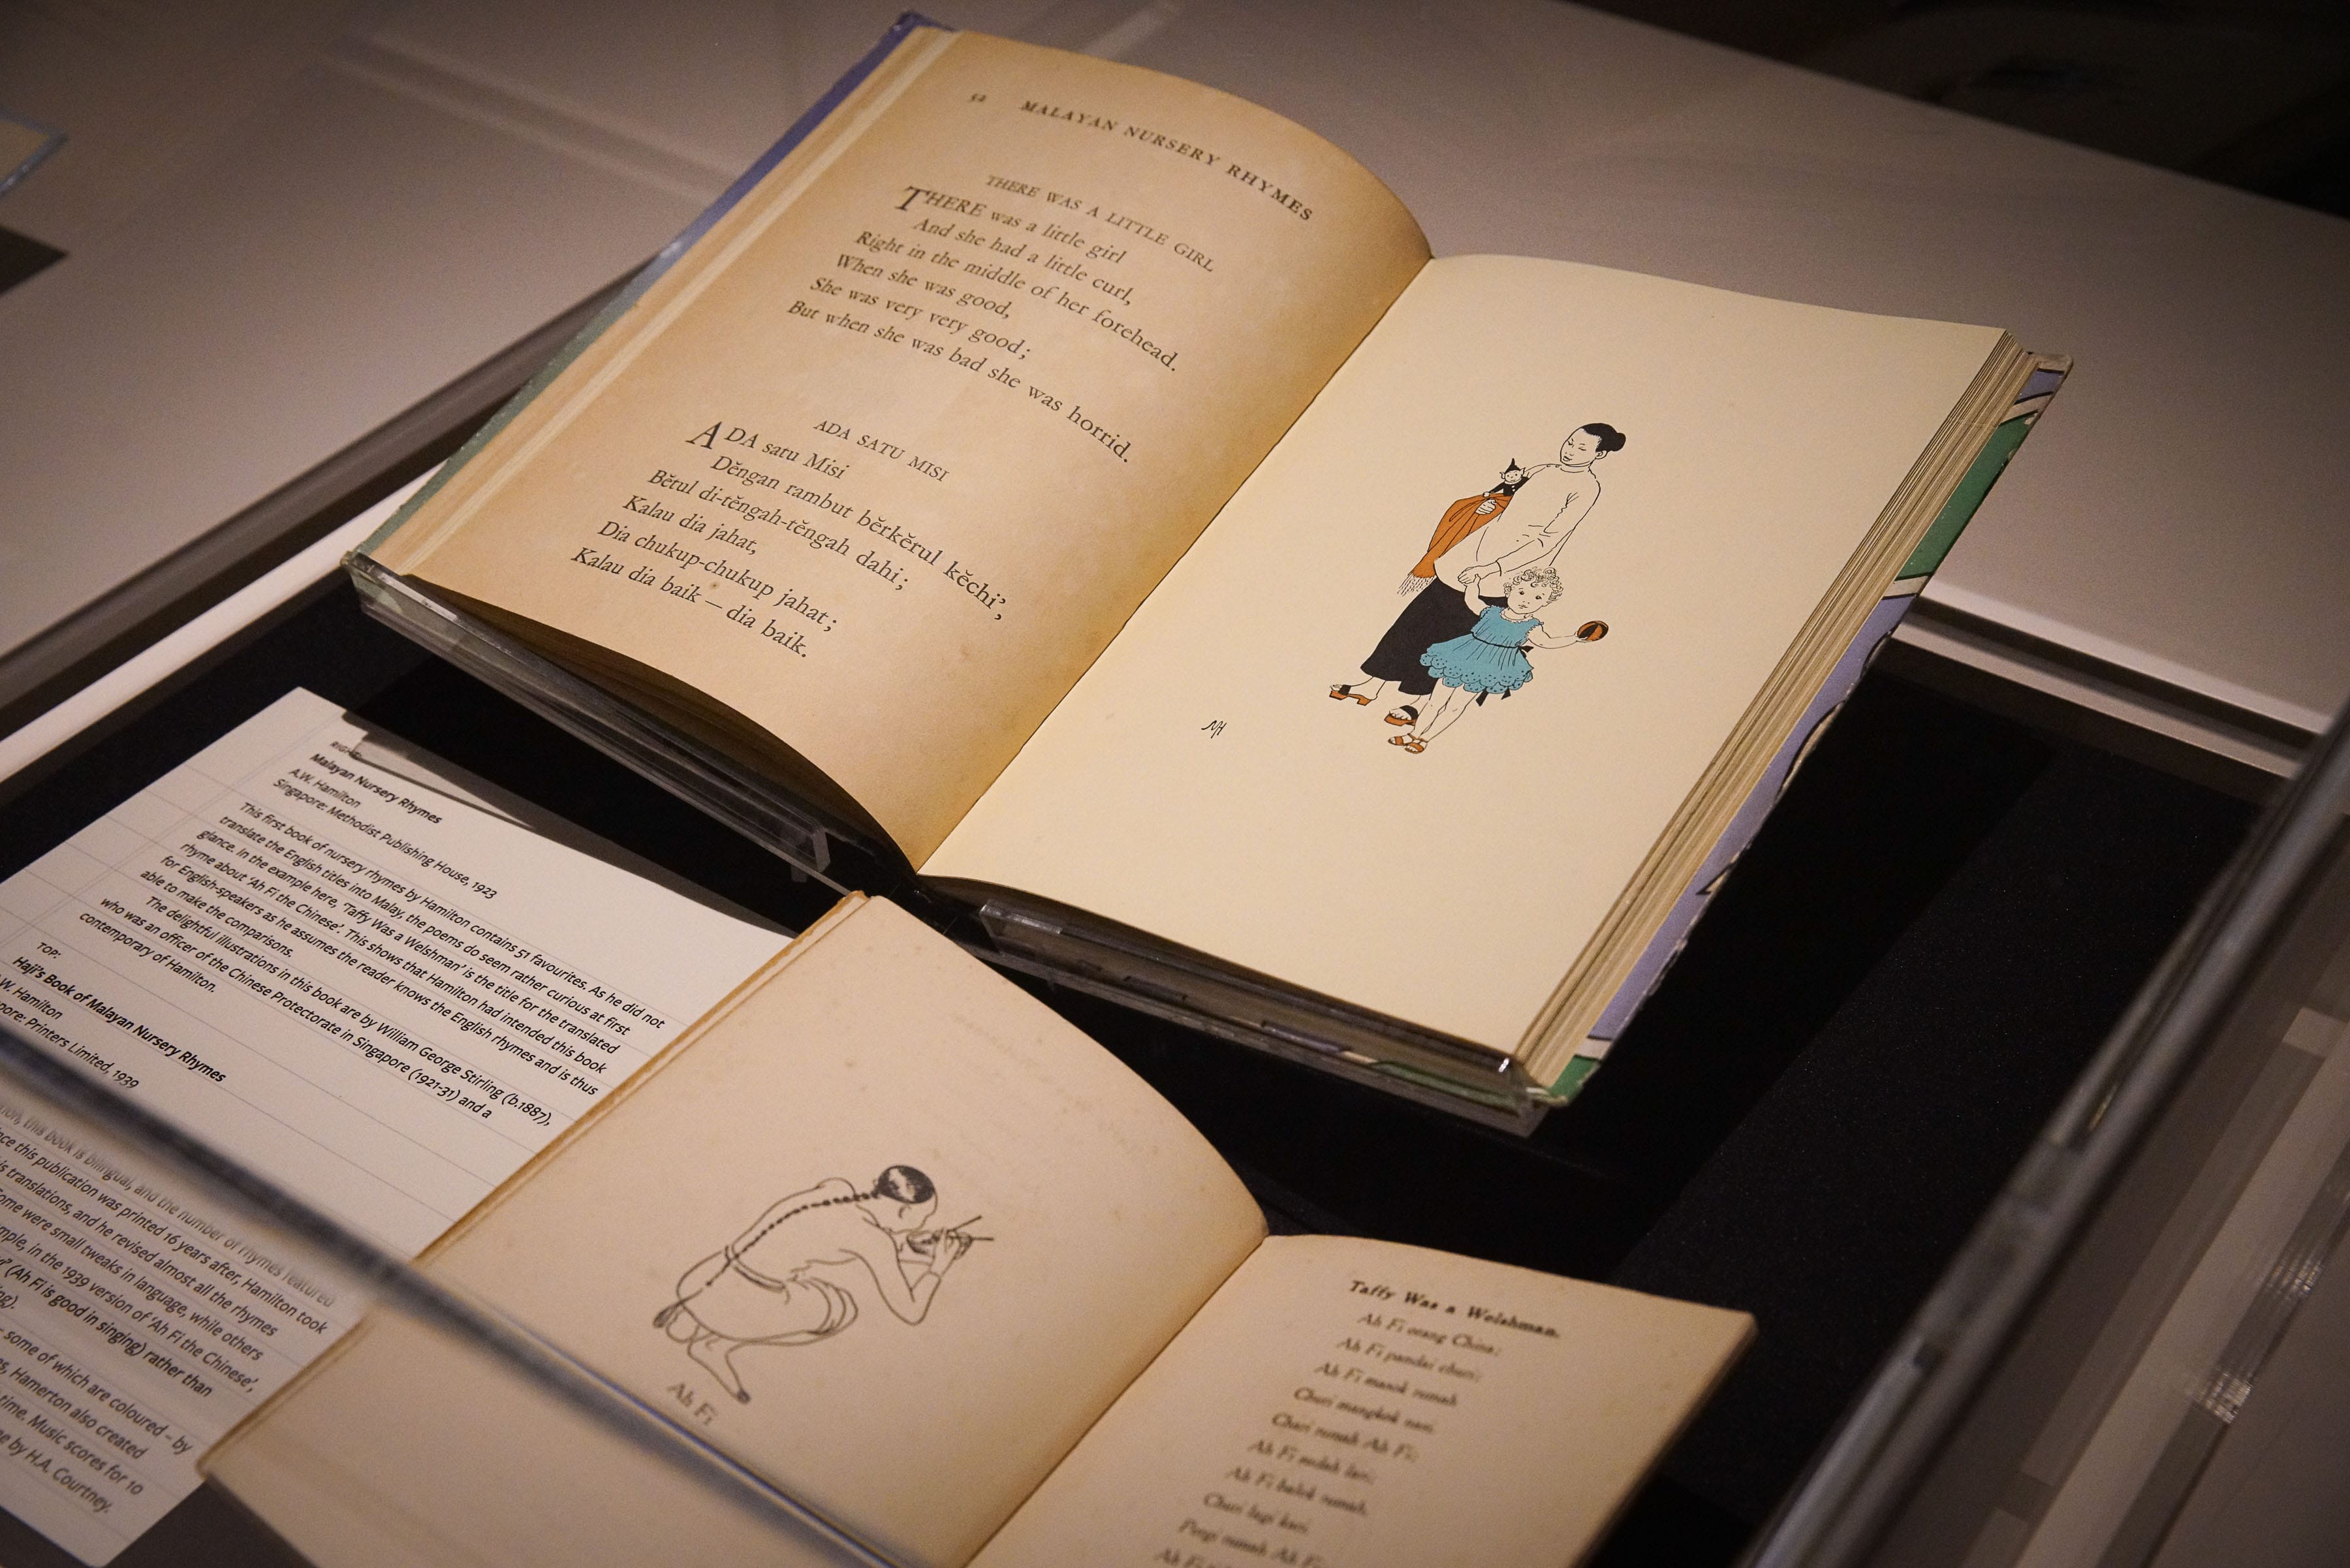 52 MALAYAN NURSERY RHYMES
THERE WAS A LITTLE GIRL
THERE was a little girl
And she had a little curl,
Right in the middle of her forehead.
When she was good,
She was very very good;
But when she was bad she was horrid.
ADA SATU MISI
ADA satu Misi
Dĕngan rambut bĕrkĕrul kĕchi',
Bĕtul di-tĕngah-tĕngah dahi;
Kalau dia jahat,
Dia chukup-chukup jahat;
Kalau dia baik — dia baik.
NH
RIGHT:
Malayan Nursery Rhymes
A.W. Hamilton
Singapore: Methodist Publishing House, 1923
This first book of nursery rhymes by Hamilton contains 51 favourites. As he did not
translate the English titles into Malay, the poems do seem rather curious at first
glance. In the example here, 'Taffy Was a Welshman' is the title for the translated
rhyme about 'Ah Fi the Chinese'. This shows that Hamilton had intended this book
for English-speakers as he assumes the reader knows the English rhymes and is thus
able to make the comparisons.
The delightful illustrations in this book are by William George Stirling (b.1887),
who was an officer of the Chinese Protectorate in Singapore (1921-31) and a
contemporary of Hamilton.
TOP:
Haji's Book of Malayan Nursery Rhymes
A.W. Hamilton
Printers Limited, 1939
this book is bilingual, and the number of rhymes featured
this publication was printed 16 years after, Hamilton took
translations, and he revised almost all the rhymes
were small tweaks in language, while others
in the 1939 version of 'Ah Fi the Chinese',
(Ah Fi is good in singing) rather than
some of which are coloured – by
Hamerton also created
time. Music scores for 10
by H.A. Courtney.
Ah Fi
Taffy Was a Welshman.
Ah Fi orang China;
Ah Fi pandai churi;
Ah Fi masok rumah
Churi mangkok nasi.
Churi rumah Ah Fi;
Ah Fi sudah lari;
Ah Fi balek rumah,
Churi lagi kari.
Pergi rumah Ah Fi
Ah Fi